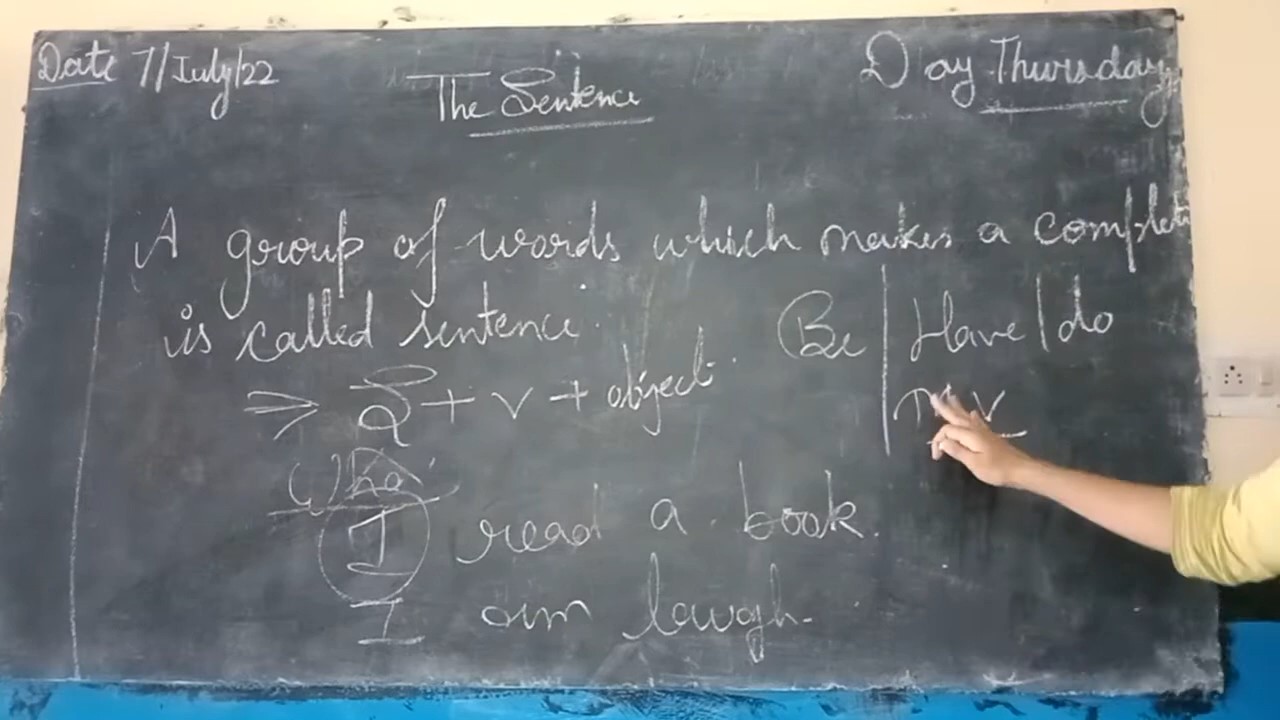 Date 7/July/22
The Sentence
Day Thursday
A group of words which makes a complete
is called sentence.
Be | Have | do
⇒ S + v + object.
m v
Who
I read a book.
I am laugh.